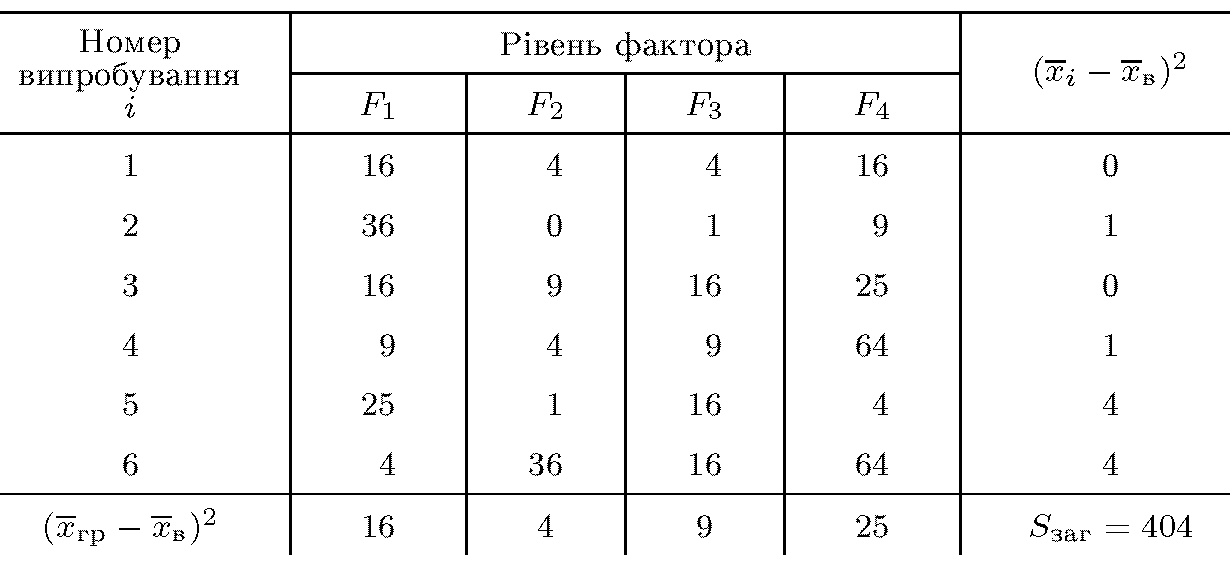 Номер випробування i Рівень фактора (x̅ᵢ − x̅в)²
F₁ F₂ F₃ F₄
1 16 4 4 16 0
2 36 0 1 9 1
3 16 9 16 25 0
4 9 4 9 64 1
5 25 1 16 4 4
6 4 36 16 64 4
(x̅гр − x̅в)² 16 4 9 25 Sзаг = 404